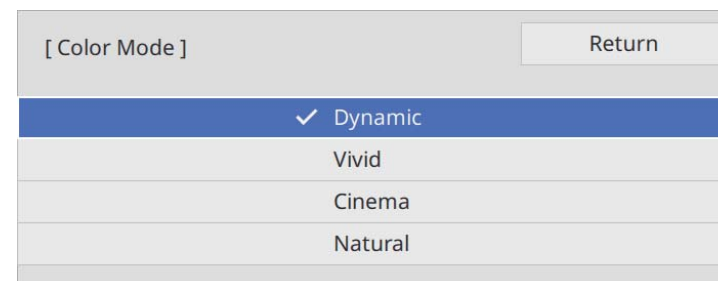 [ Color Mode ]
Return
Dynamic
Vivid
Cinema
Natural